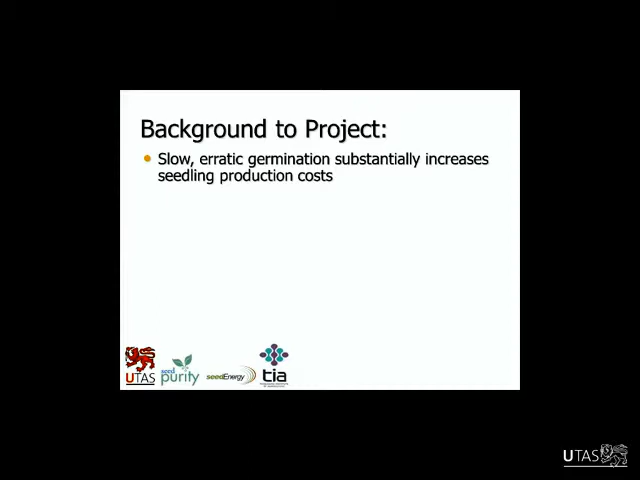 Background to Project:
Slow, erratic germination substantially increases
seedling production costs
UTAS
seed
purity
seedEnergy
tia
UTAS